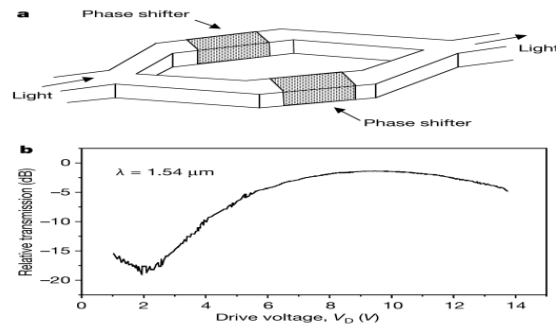 a
Phase shifter
Light
Light
Phase shifter
b
λ = 1.54 μm
Relative transmission (dB)
0
−5
−10
−15
−20
0 2 4 6 8 10 12 14
Drive voltage, V_D (V)